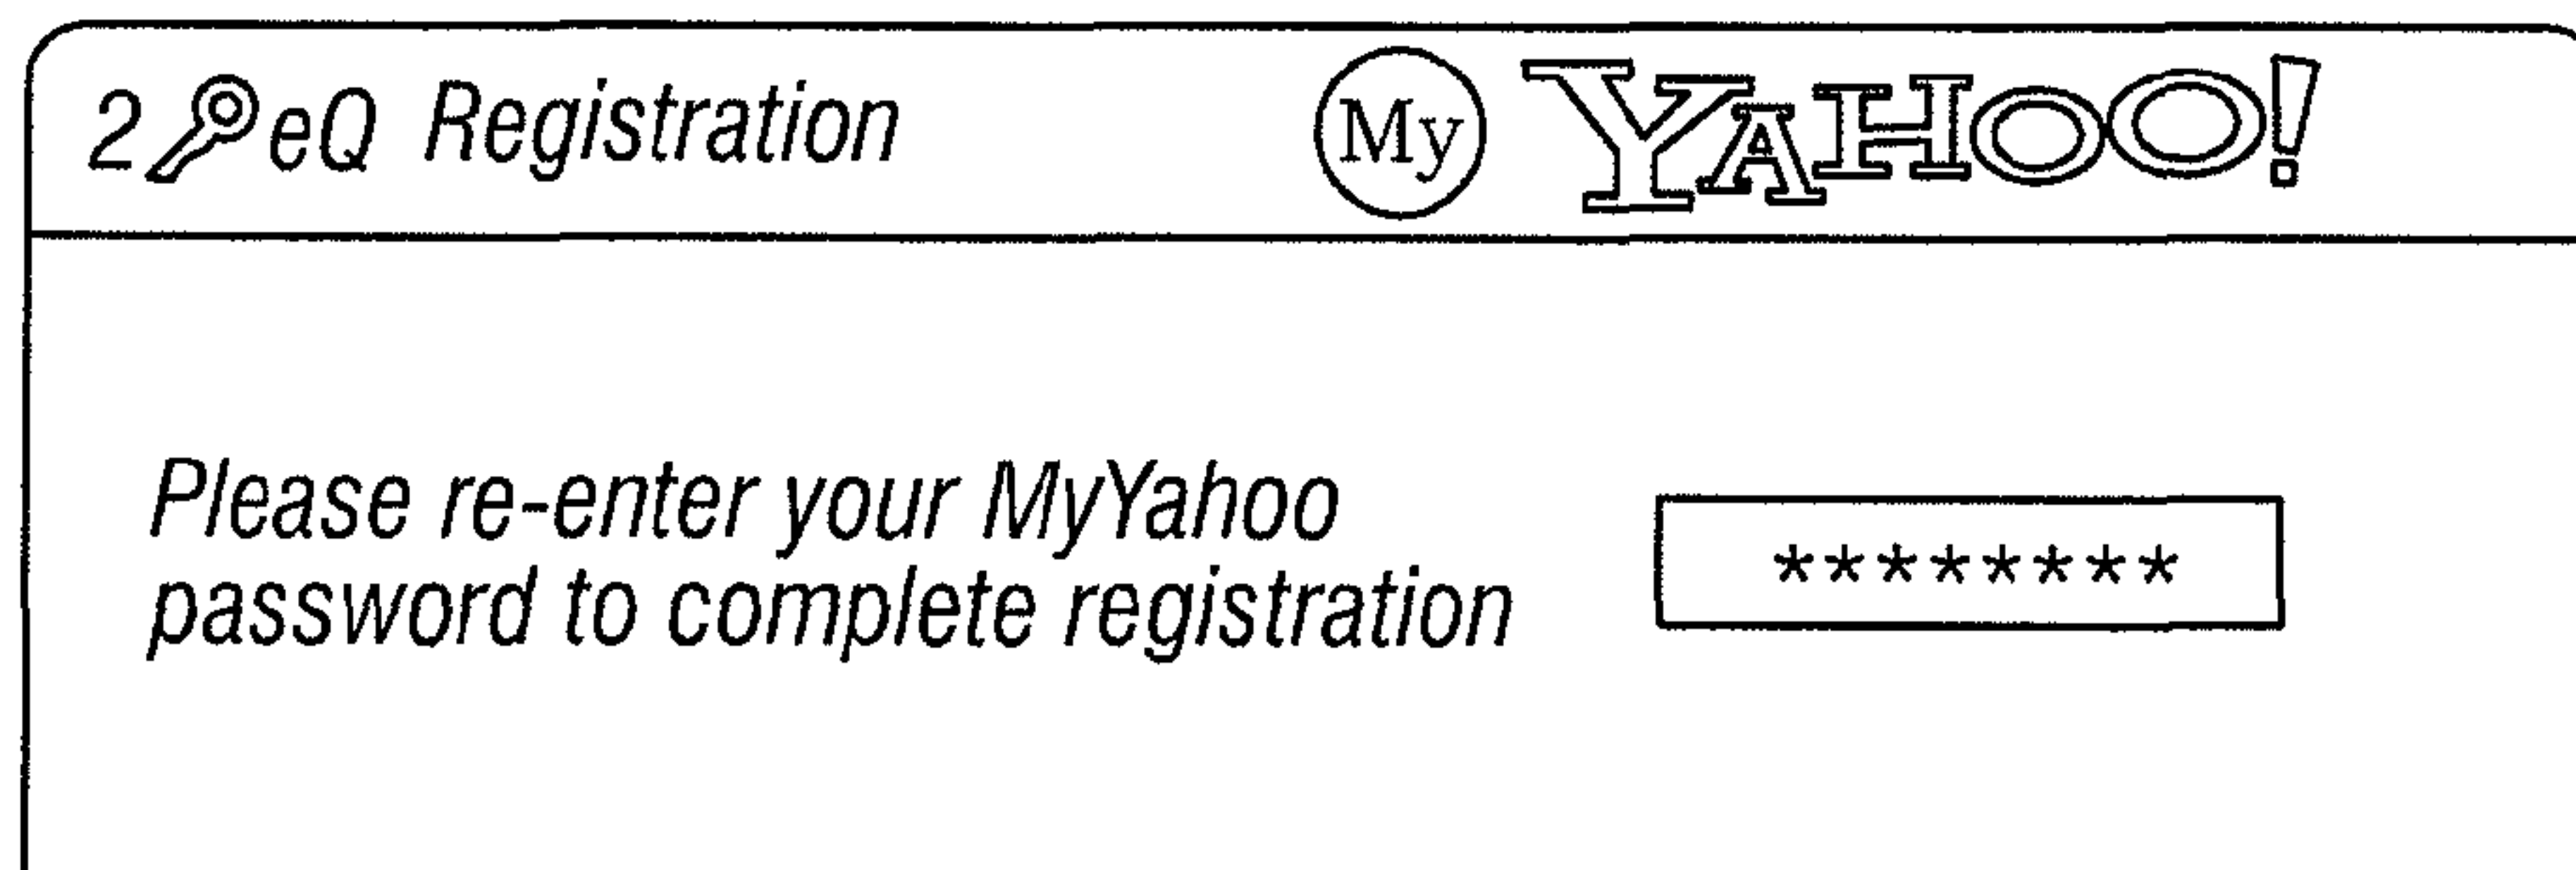 2 eQ Registration
My YAHOO!
Please re-enter your MyYahoo
password to complete registration
********